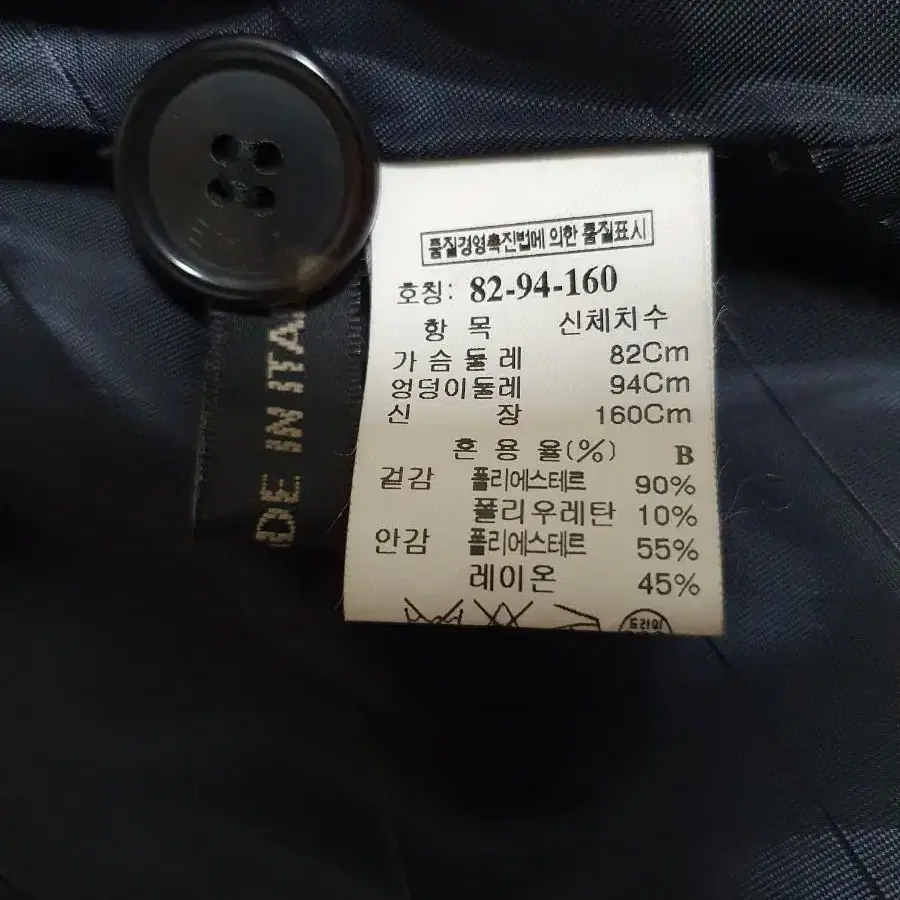 품질경영촉진법에 의한 품질표시
호칭: 82-94-160
항 목 신체치수
가슴둘레 82Cm
엉덩이둘레 94Cm
신 장 160Cm
혼 용 율(%) B
겉감 폴리에스테르 90%
폴리우레탄 10%
안감 폴리에스테르 55%
레이온 45%
드라이
DE IN ITA